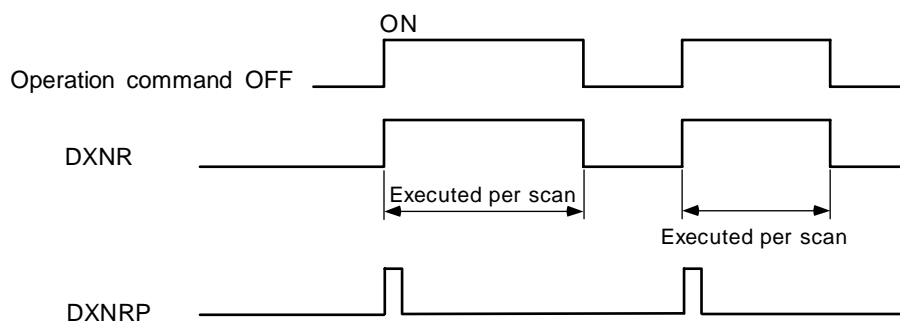 ON
Operation command OFF
DXNR
Executed per scan
Executed per scan
DXNRP